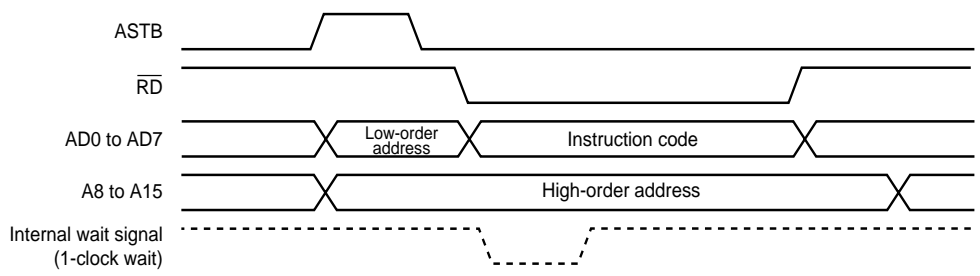 ASTB
RD
AD0 to AD7
Low-order
address
Instruction code
A8 to A15
High-order address
Internal wait signal
(1-clock wait)